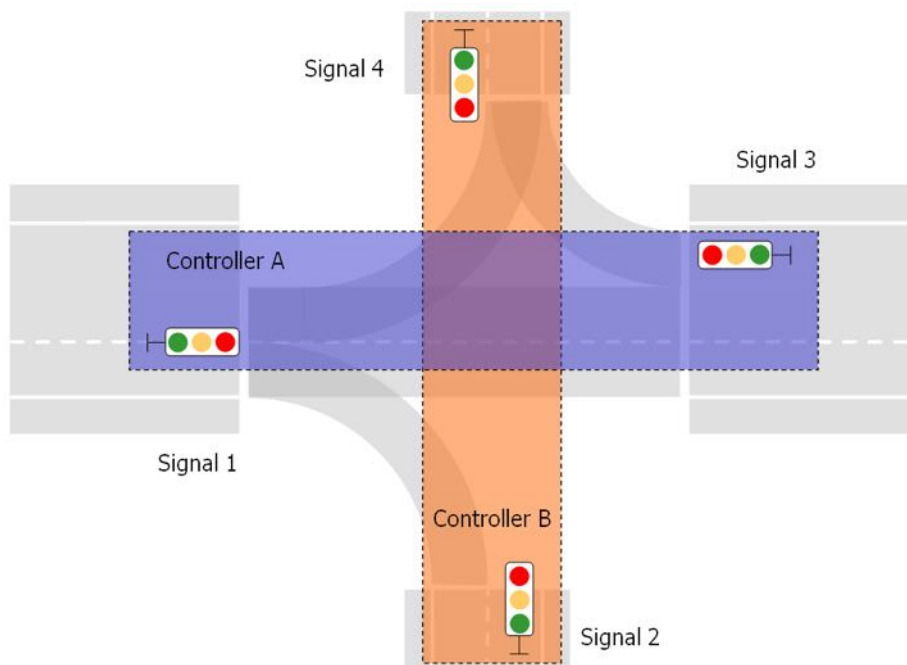 Signal 4
Signal 3
Controller A
Signal 1
Controller B
Signal 2